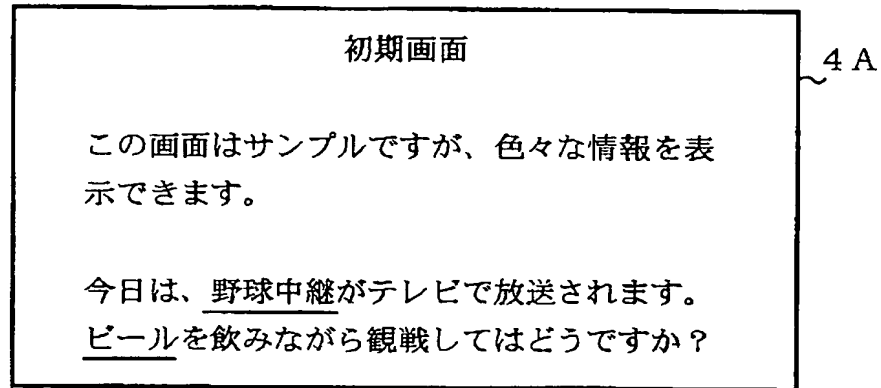 初期画面
4A
この画面はサンプルですが、色々な情報を表
示できます。
今日は、野球中継がテレビで放送されます。
ビールを飲みながら観戦してはどうですか?